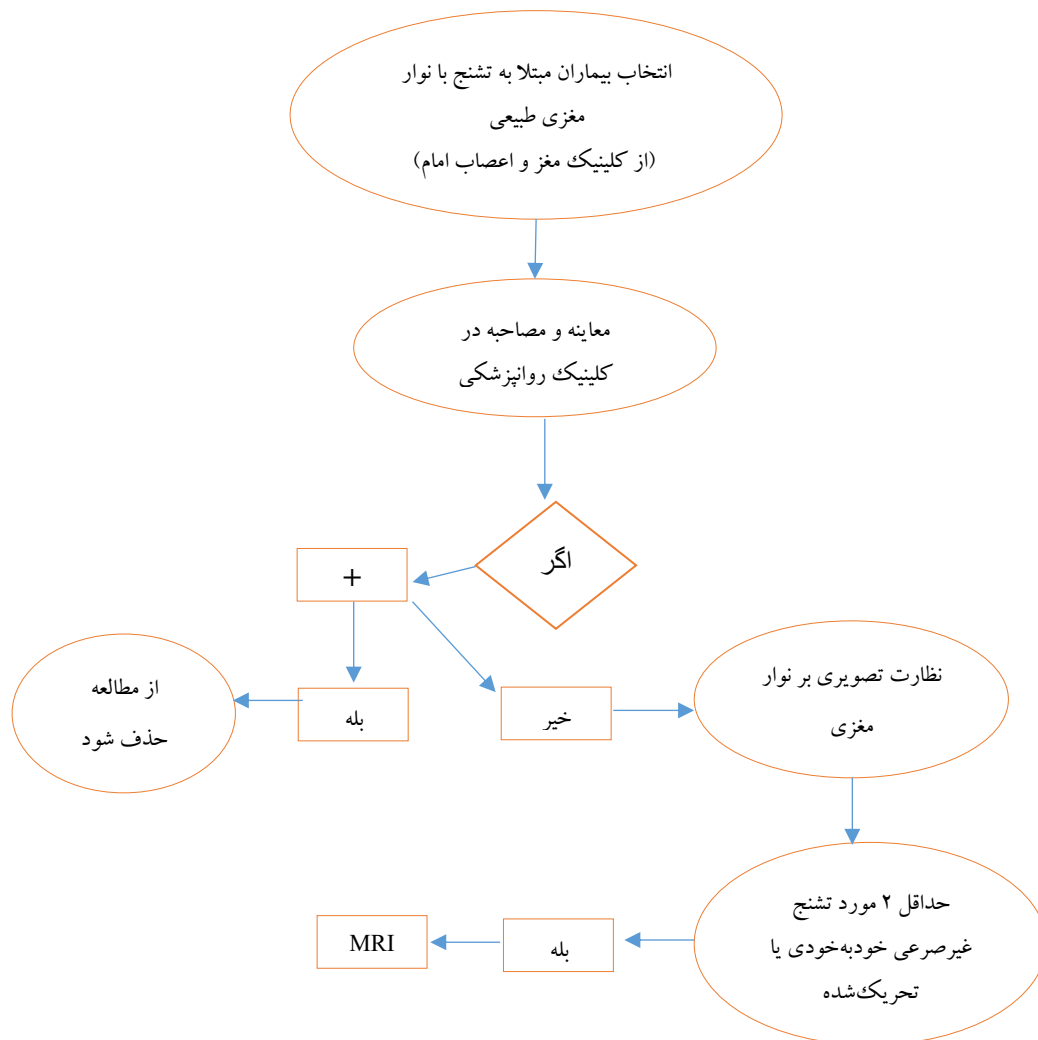 انتخاب بیماران مبتلا به تشنج با نوار
مغزی طبیعی
(از کلینیک مغز و اعصاب امام)
معاینه و مصاحبه در
کلینیک روانپزشکی
اگر
+
بله
خیر
از مطالعه
حذف شود
نظارت تصویری بر نوار
مغزی
حداقل ۲ مورد تشنج
غیرصرعی خودبه‌خودی یا
تحریک‌شده
بله
MRI